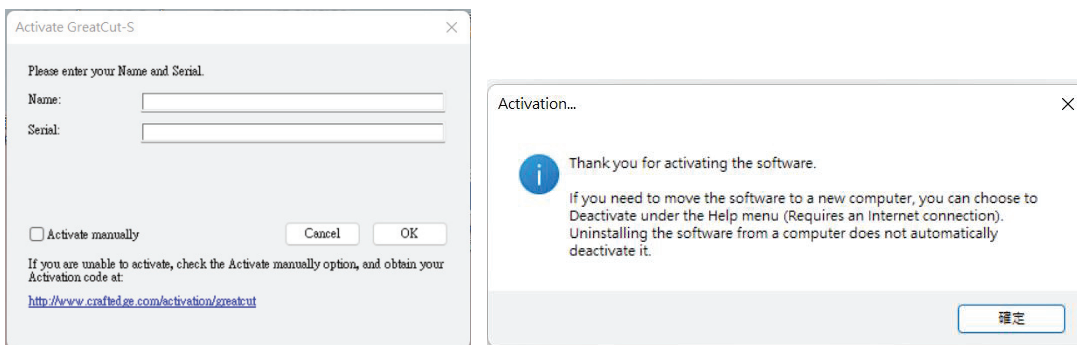 Activate GreatCut-S
Please enter your Name and Serial.
Name:
Serial:
Activate manually
Cancel
OK
If you are unable to activate, check the Activate manually option, and obtain your
Activation code at:
http://www.craftedge.com/activation/greatcut
Activation...
Thank you for activating the software.
If you need to move the software to a new computer, you can choose to
Deactivate under the Help menu (Requires an Internet connection).
Uninstalling the software from a computer does not automatically
deactivate it.
確定